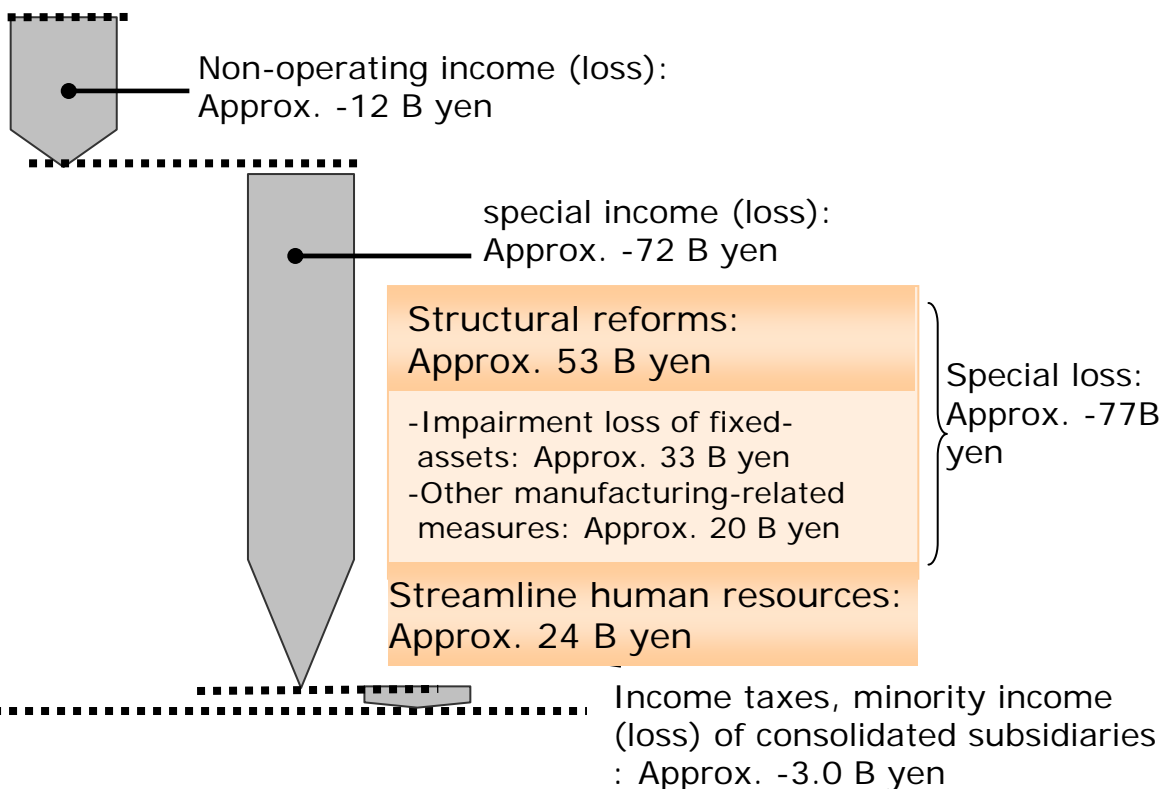 Non-operating income (loss):
Approx. -12 B yen
special income (loss):
Approx. -72 B yen
Structural reforms:
Approx. 53 B yen
-Impairment loss of fixed-
assets: Approx. 33 B yen
-Other manufacturing-related
measures: Approx. 20 B yen
Streamline human resources:
Approx. 24 B yen
Special loss:
Approx. -77B
yen
Income taxes, minority income
(loss) of consolidated subsidiaries
: Approx. -3.0 B yen